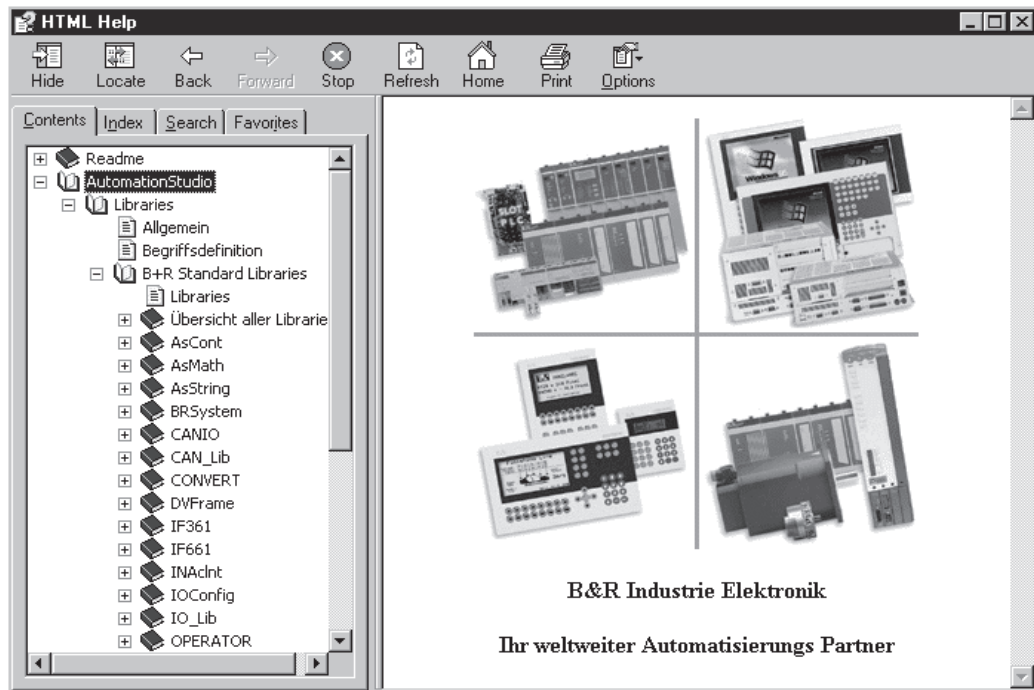 HTML Help
Hide Locate Back Forward Stop Refresh Home Print Options
Contents Index Search Favorites
Readme
AutomationStudio
Libraries
Allgemein
Begriffsdefinition
B+R Standard Libraries
Libraries
Übersicht aller Librarie
AsCont
AsMath
AsString
BRSystem
CANIO
CAN_Lib
CONVERT
DVFrame
IF361
IF661
INAclnt
IOConfig
IO_Lib
OPERATOR
Windows
B&R Industrie Elektronik
Ihr weltweiter Automatisierungs Partner